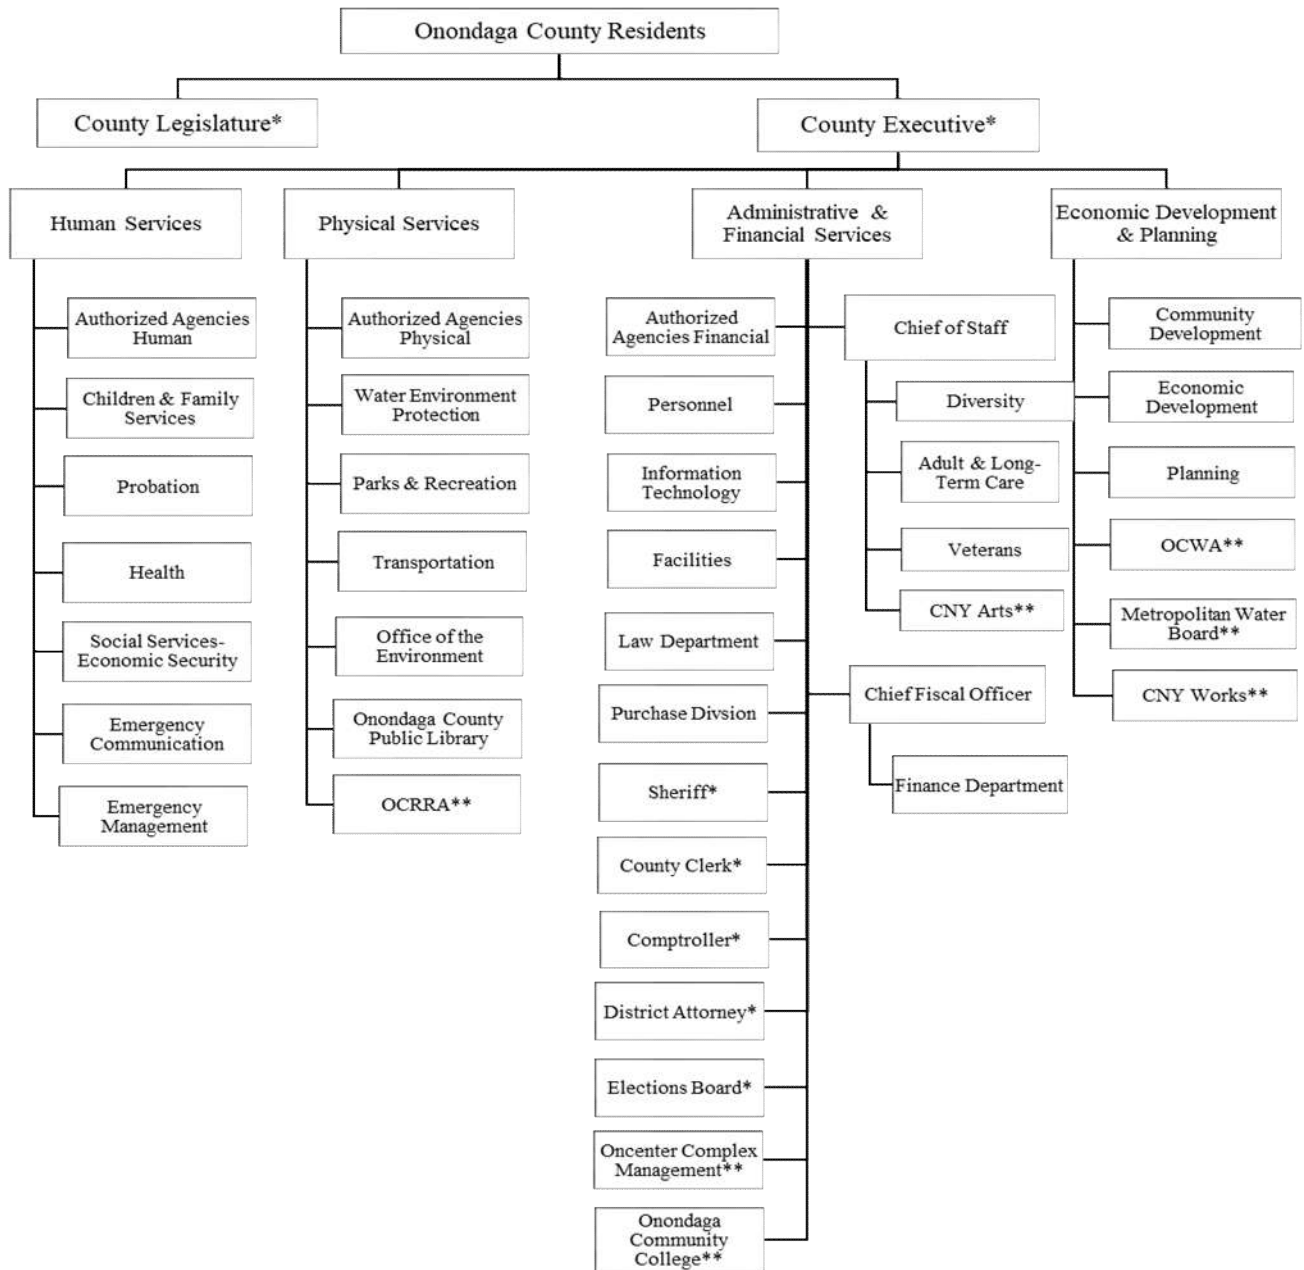 Onondaga County Residents
County Legislature*
County Executive*
Human Services
Physical Services
Administrative &
Financial Services
Economic Development
& Planning
Authorized Agencies
Human
Children & Family
Services
Probation
Health
Social Services-
Economic Security
Emergency
Communication
Emergency
Management
Authorized Agencies
Physical
Water Environment
Protection
Parks & Recreation
Transportation
Office of the
Environment
Onondaga County
Public Library
OCRRA**
Authorized
Agencies Financial
Personnel
Information
Technology
Facilities
Law Department
Purchase Divsion
Sheriff*
County Clerk*
Comptroller*
District Attorney*
Elections Board*
Oncenter Complex
Management**
Onondaga
Community
College**
Chief of Staff
Diversity
Adult & Long-
Term Care
Veterans
CNY Arts**
Chief Fiscal Officer
Finance Department
Community
Development
Economic
Development
Planning
OCWA**
Metropolitan Water
Board**
CNY Works**